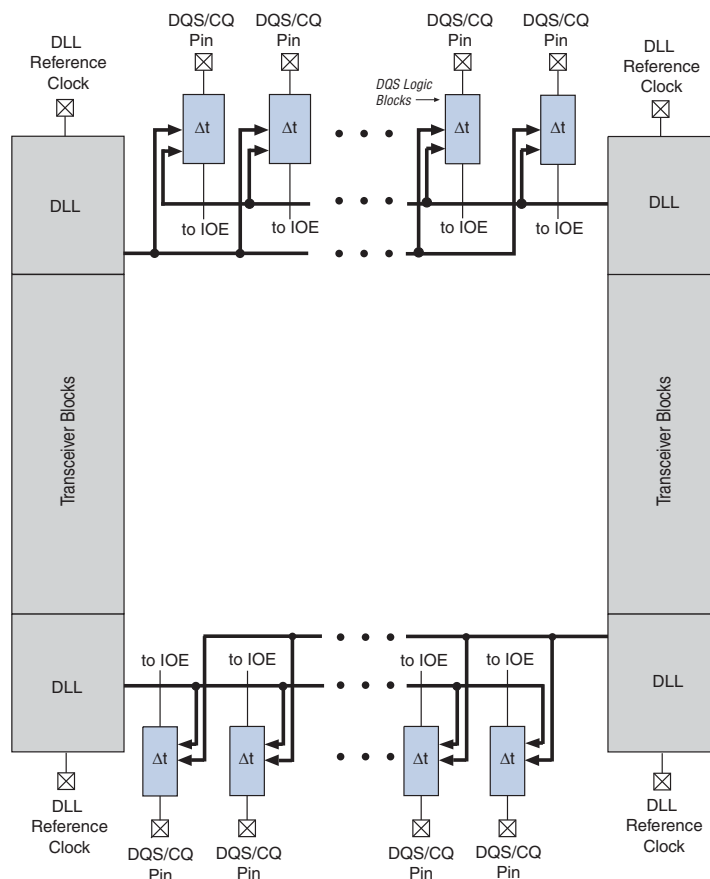 DQS/CQ
Pin
DQS/CQ
Pin
DQS/CQ
Pin
DQS/CQ
Pin
DLL
Reference
Clock
DLL
Reference
Clock
DQS Logic
Blocks
Δt
Δt
Δt
Δt
DLL
DLL
to IOE
to IOE
to IOE
to IOE
Transceiver Blocks
Transceiver Blocks
to IOE
to IOE
to IOE
to IOE
DLL
DLL
Δt
Δt
Δt
Δt
DLL
Reference
Clock
DLL
Reference
Clock
DQS/CQ
Pin
DQS/CQ
Pin
DQS/CQ
Pin
DQS/CQ
Pin